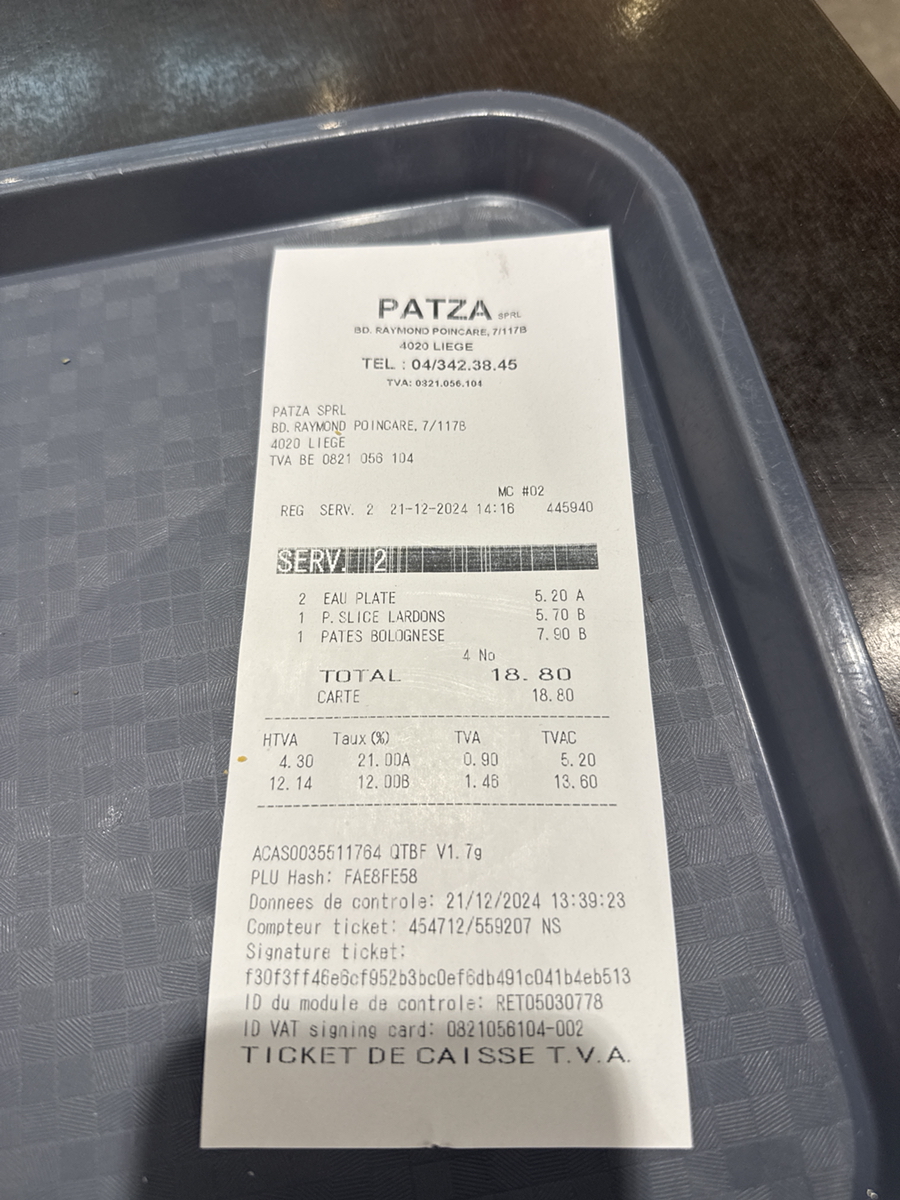 PATZA SPRL
BD. RAYMOND POINCARE, 7/117B
4020 LIEGE
TEL : 04/342.38.45
TVA: 0821.056.104
PATZA SPRL
BD. RAYMOND POINCARE, 7/117B
4020 LIEGE
TVA BE 0821 056 104
MC #02
REG SERV. 2 21-12-2024 14:16 445940
SERV. 2
2 EAU PLATE 5.20 A
1 P.SLICE LARDONS 5.70 B
1 PATES BOLOGNESE 7.90 B
4 No
TOTAL 18.80
CARTE 18.80
HTVA Taux(%) TVA TVAC
4.30 21.00A 0.90 5.20
12.14 12.00B 1.46 13.60
ACAS0035511764 QTBF V1.7g
PLU Hash: FAE8FE58
Donnees de controle: 21/12/2024 13:39:23
Compteur ticket: 454712/559207 NS
Signature ticket:
f30f3ff46e6cf952b3bc0ef6db491c041b4eb513
ID du module de controle: RET05030778
ID VAT signing card: 0821056104-002
TICKET DE CAISSE T.V.A.